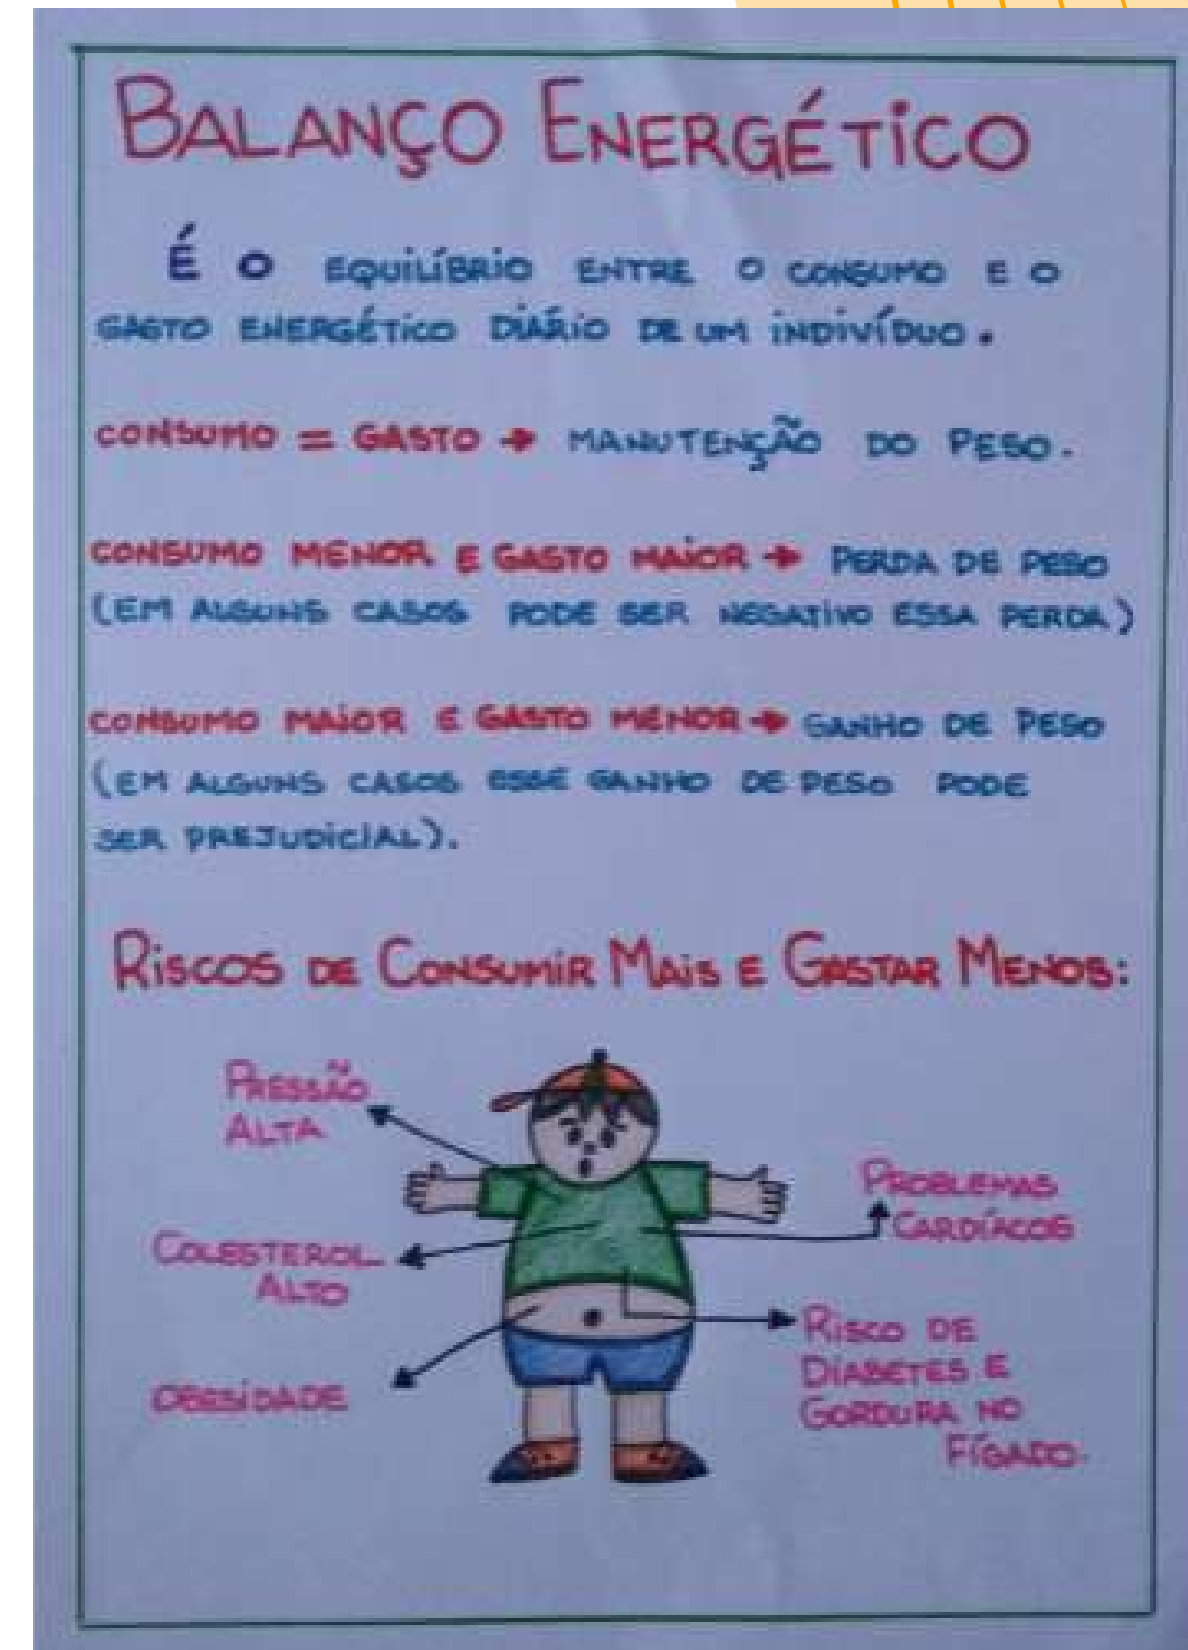 BALANÇO ENERGÉTICO
É O EQUILÍBRIO ENTRE O CONSUMO E O
GASTO ENERGÉTICO DIÁRIO DE UM INDIVÍDUO.
CONSUMO = GASTO → MANUTENÇÃO DO PESO.
CONSUMO MENOR E GASTO MAIOR → PERDA DE PESO
(EM ALGUNS CASOS PODE SER NEGATIVO ESSA PERDA)
CONSUMO MAIOR E GASTO MENOR → GANHO DE PESO
(EM ALGUNS CASOS ESSE GANHO DE PESO PODE
SER PREJUDICIAL).
RISCOS DE CONSUMIR MAIS E GASTAR MENOS:
PRESSÃO
ALTA
PROBLEMAS
CARDÍACOS
COLESTEROL
ALTO
RISCO DE
DIABETES E
GORDURA NO
FÍGADO.
OBESIDADE